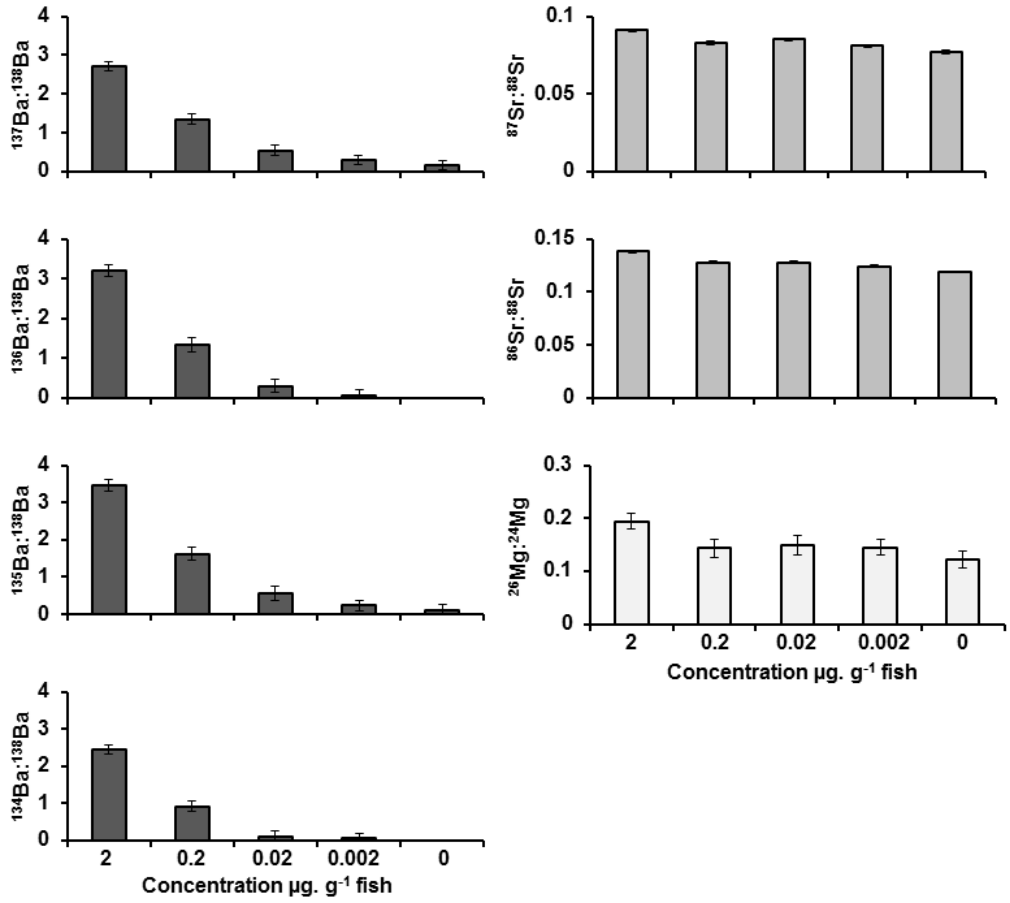 4
3
2
1
0
¹³⁷Ba:¹³⁸Ba
4
3
2
1
0
¹³⁶Ba:¹³⁸Ba
4
3
2
1
0
¹³⁵Ba:¹³⁸Ba
4
3
2
1
0
¹³⁴Ba:¹³⁸Ba
2 0.2 0.02 0.002 0
Concentration µg. g⁻¹ fish
0.1
0.05
0
⁸⁷Sr:⁸⁸Sr
0.15
0.1
0.05
0
⁸⁶Sr:⁸⁸Sr
0.3
0.2
0.1
0
²⁶Mg:²⁴Mg
2 0.2 0.02 0.002 0
Concentration µg. g⁻¹ fish